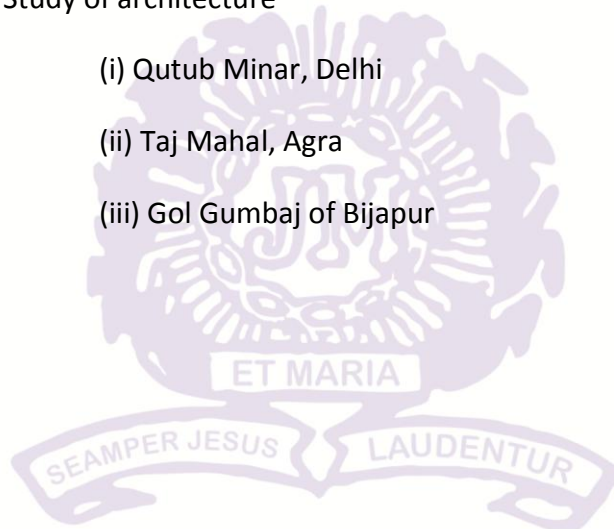 Study of architecture
(i) Qutub Minar, Delhi
(ii) Taj Mahal, Agra
(iii) Gol Gumbaj of Bijapur
JM
ET MARIA
SEAMPER JESUS LAUDENTUR